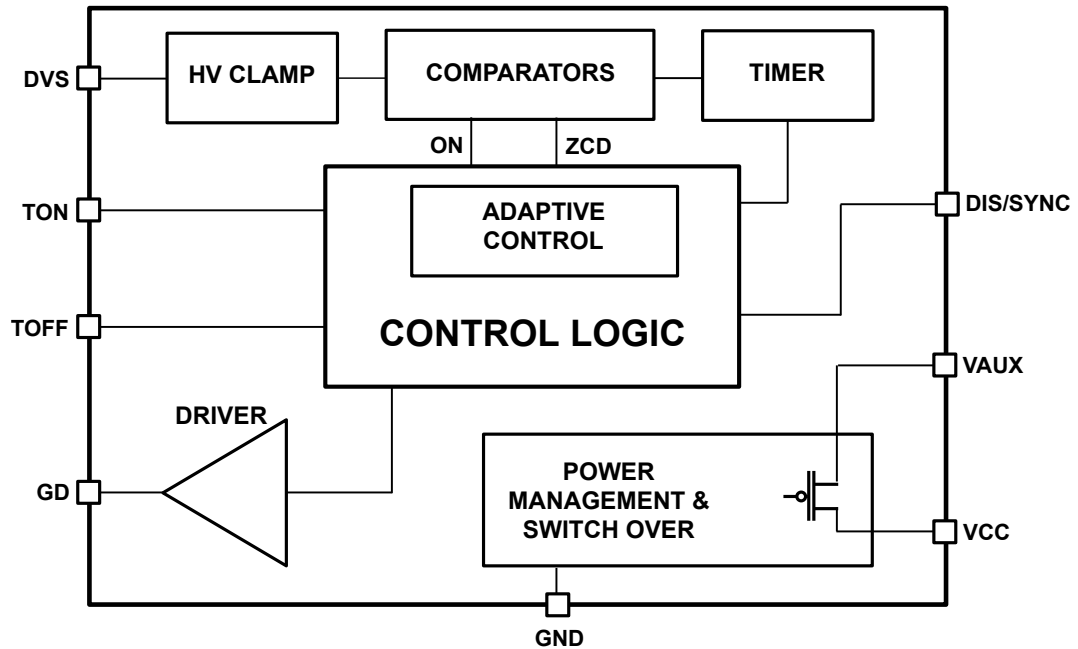 HV CLAMP
COMPARATORS
TIMER
DVS
ON
ZCD
TON
ADAPTIVE
CONTROL
DIS/SYNC
TOFF
CONTROL LOGIC
VAUX
DRIVER
POWER
MANAGEMENT &
SWITCH OVER
GD
VCC
GND